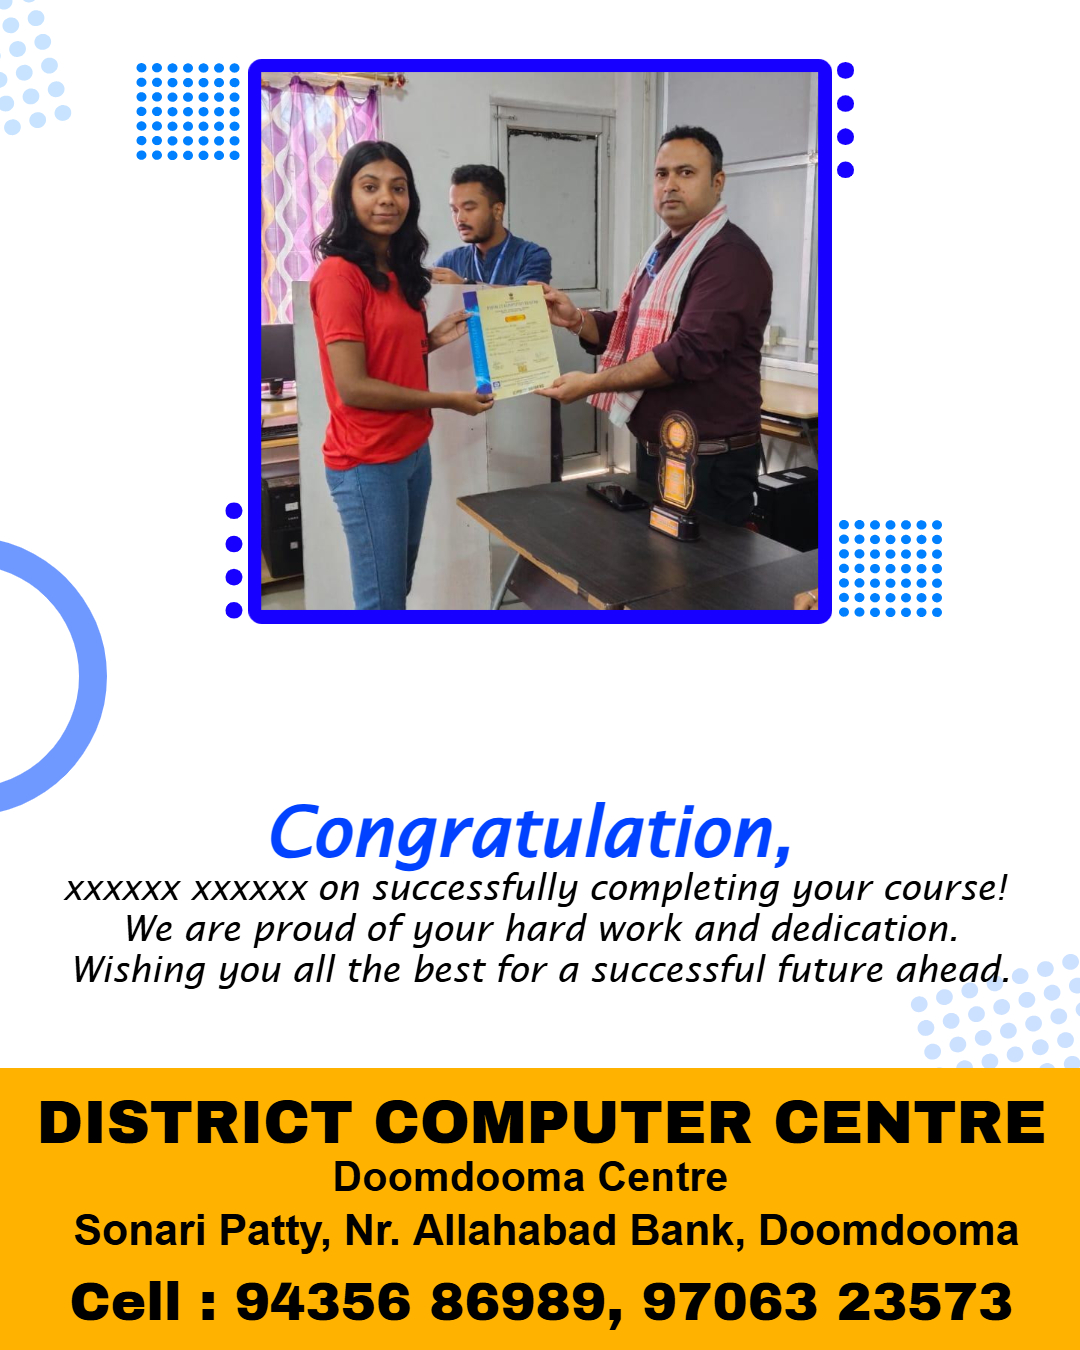 Congratulation,
xxxxxx xxxxxx on successfully completing your course!
We are proud of your hard work and dedication.
Wishing you all the best for a successful future ahead.
DISTRICT COMPUTER CENTRE
Doomdooma Centre
Sonari Patty, Nr. Allahabad Bank, Doomdooma
Cell : 94356 86989, 97063 23573